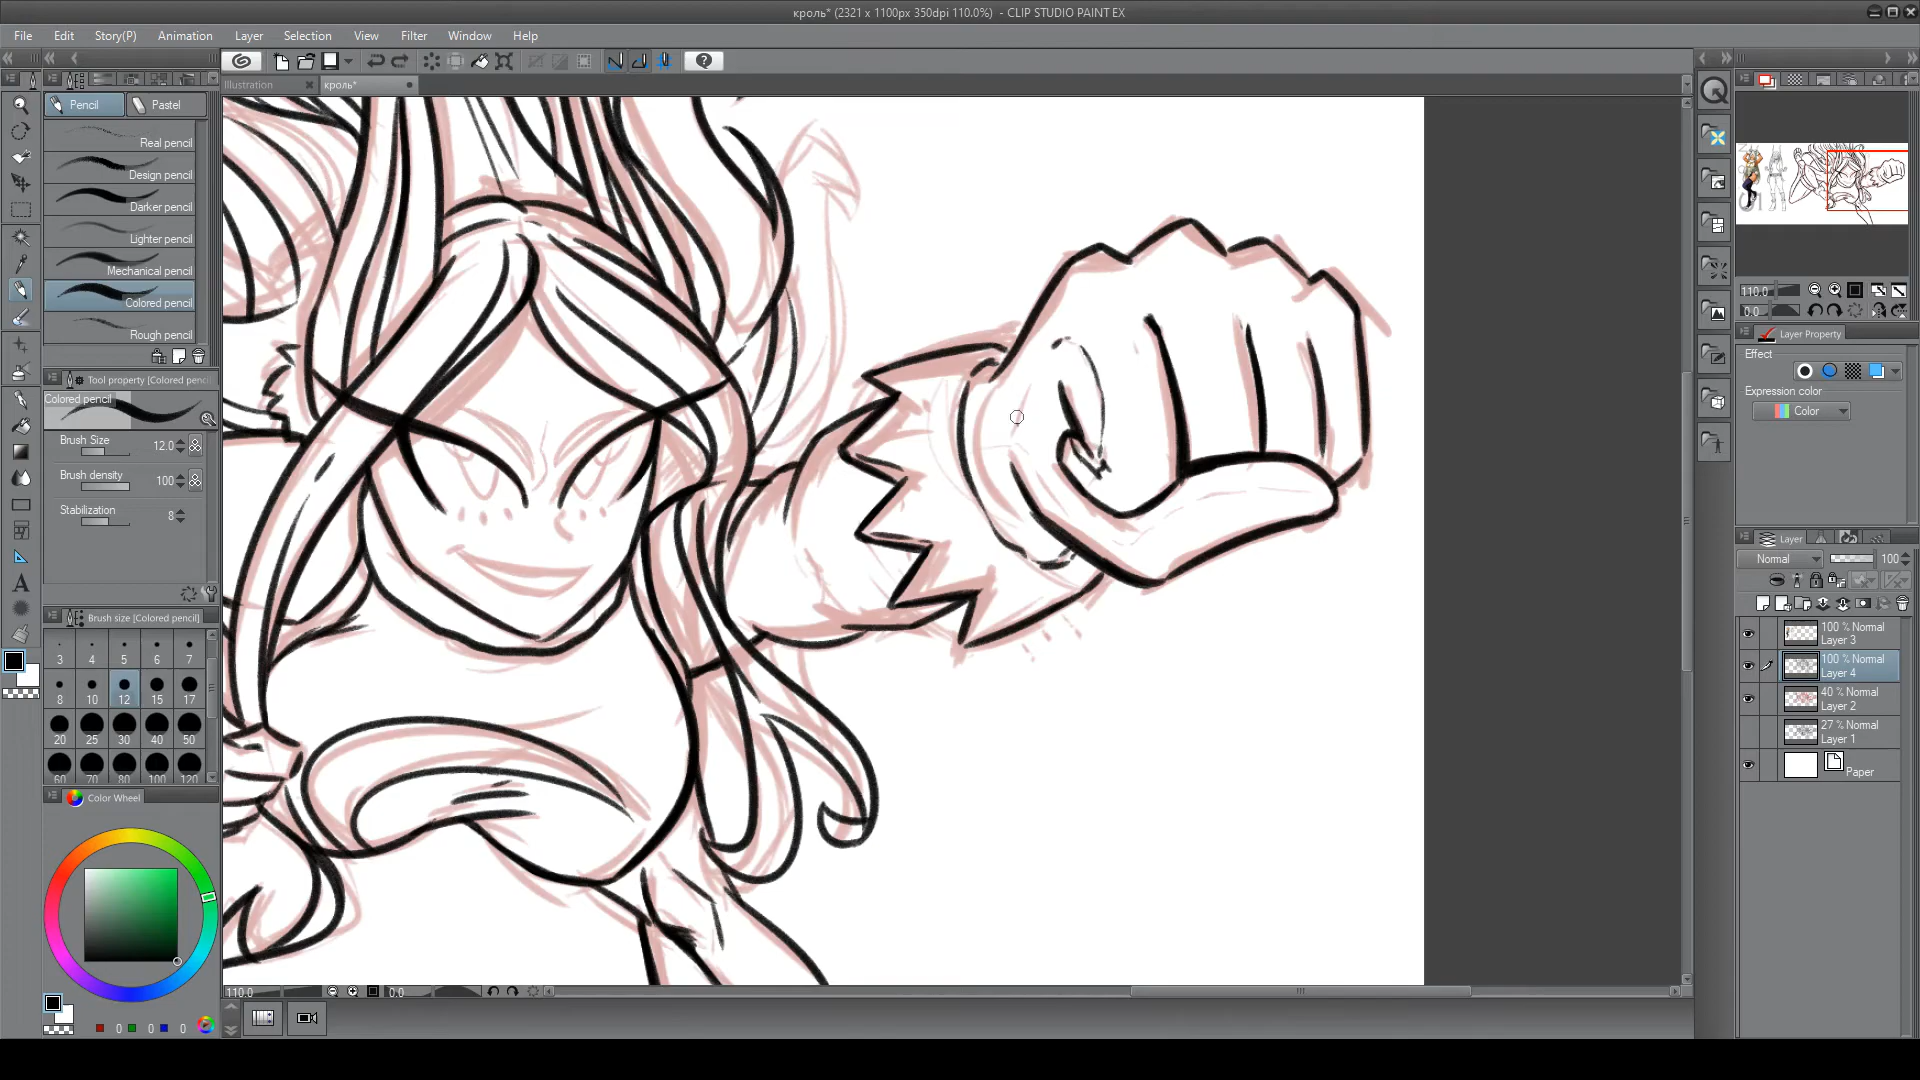 кроль* (2321 x 1100px 350dpi 110.0%) - CLIP STUDIO PAINT EX
File Edit Story(P) Animation Layer Selection View Filter Window Help
Illustration кроль*
Pencil Pastel
Real pencil
Design pencil
Darker pencil
Lighter pencil
Mechanical pencil
Colored pencil
Rough pencil
Tool property [Colored penci
Colored pencil
Brush Size 12.0
Brush density 100
Stabilization 8
Brush size [Colored pencil]
3 4 5 6 7
8 10 12 15 17
20 25 30 40 50
60 70 80 100 120
Color Wheel
0 0 0
110.0 0.0
110.0
0.0
Layer Property
Effect
Expression color
Color
Layer
Normal 100
100 % Normal
Layer 3
100 % Normal
Layer 4
40 % Normal
Layer 2
27 % Normal
Layer 1
Paper